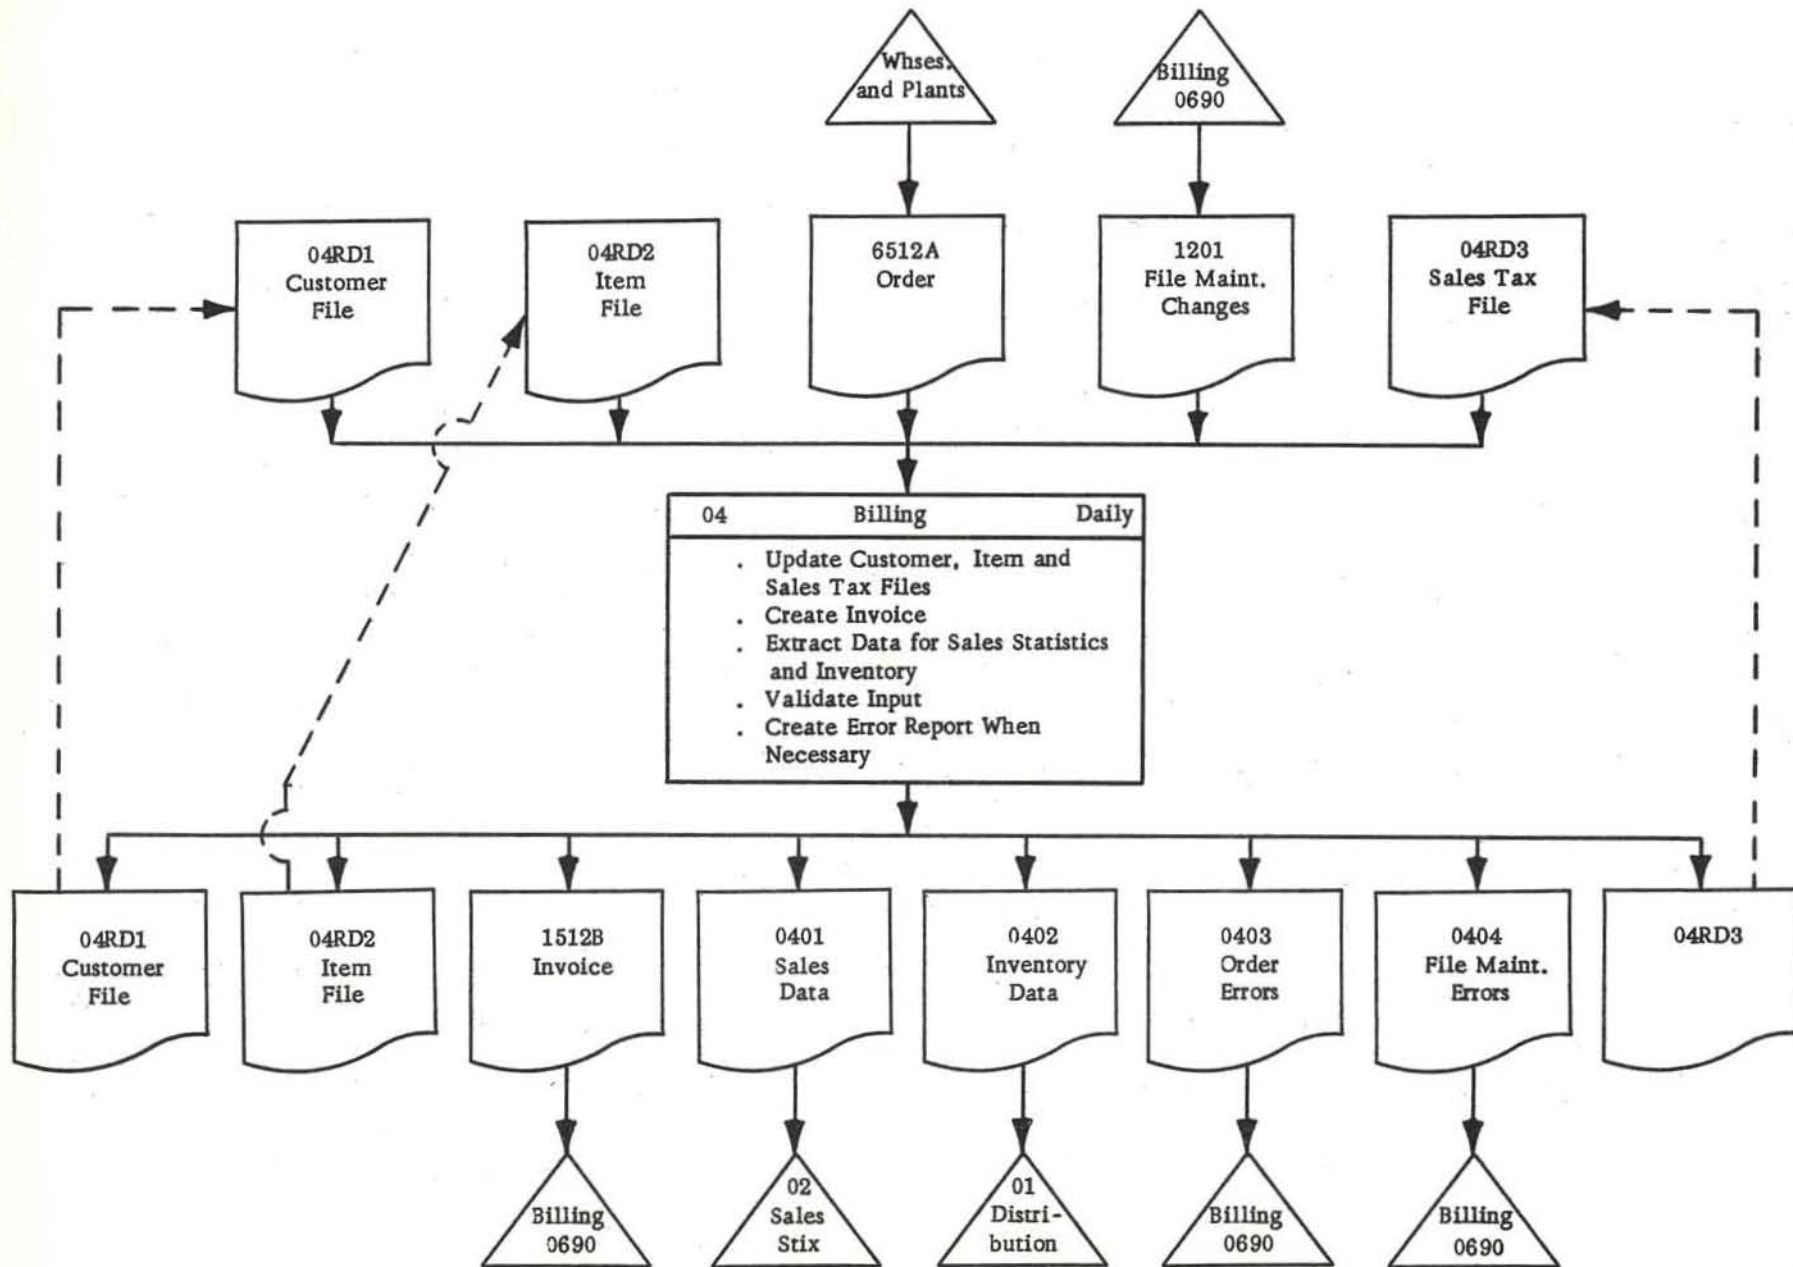 Whses.
and Plants
Billing
0690
04RD1
Customer
File
04RD2
Item
File
6512A
Order
1201
File Maint.
Changes
04RD3
Sales Tax
File
04 Billing Daily
. Update Customer, Item and
Sales Tax Files
. Create Invoice
. Extract Data for Sales Statistics
and Inventory
. Validate Input
. Create Error Report When
Necessary
04RD1
Customer
File
04RD2
Item
File
1512B
Invoice
0401
Sales
Data
0402
Inventory
Data
0403
Order
Errors
0404
File Maint.
Errors
04RD3
Billing
0690
02
Sales
Stix
01
Distri-
bution
Billing
0690
Billing
0690